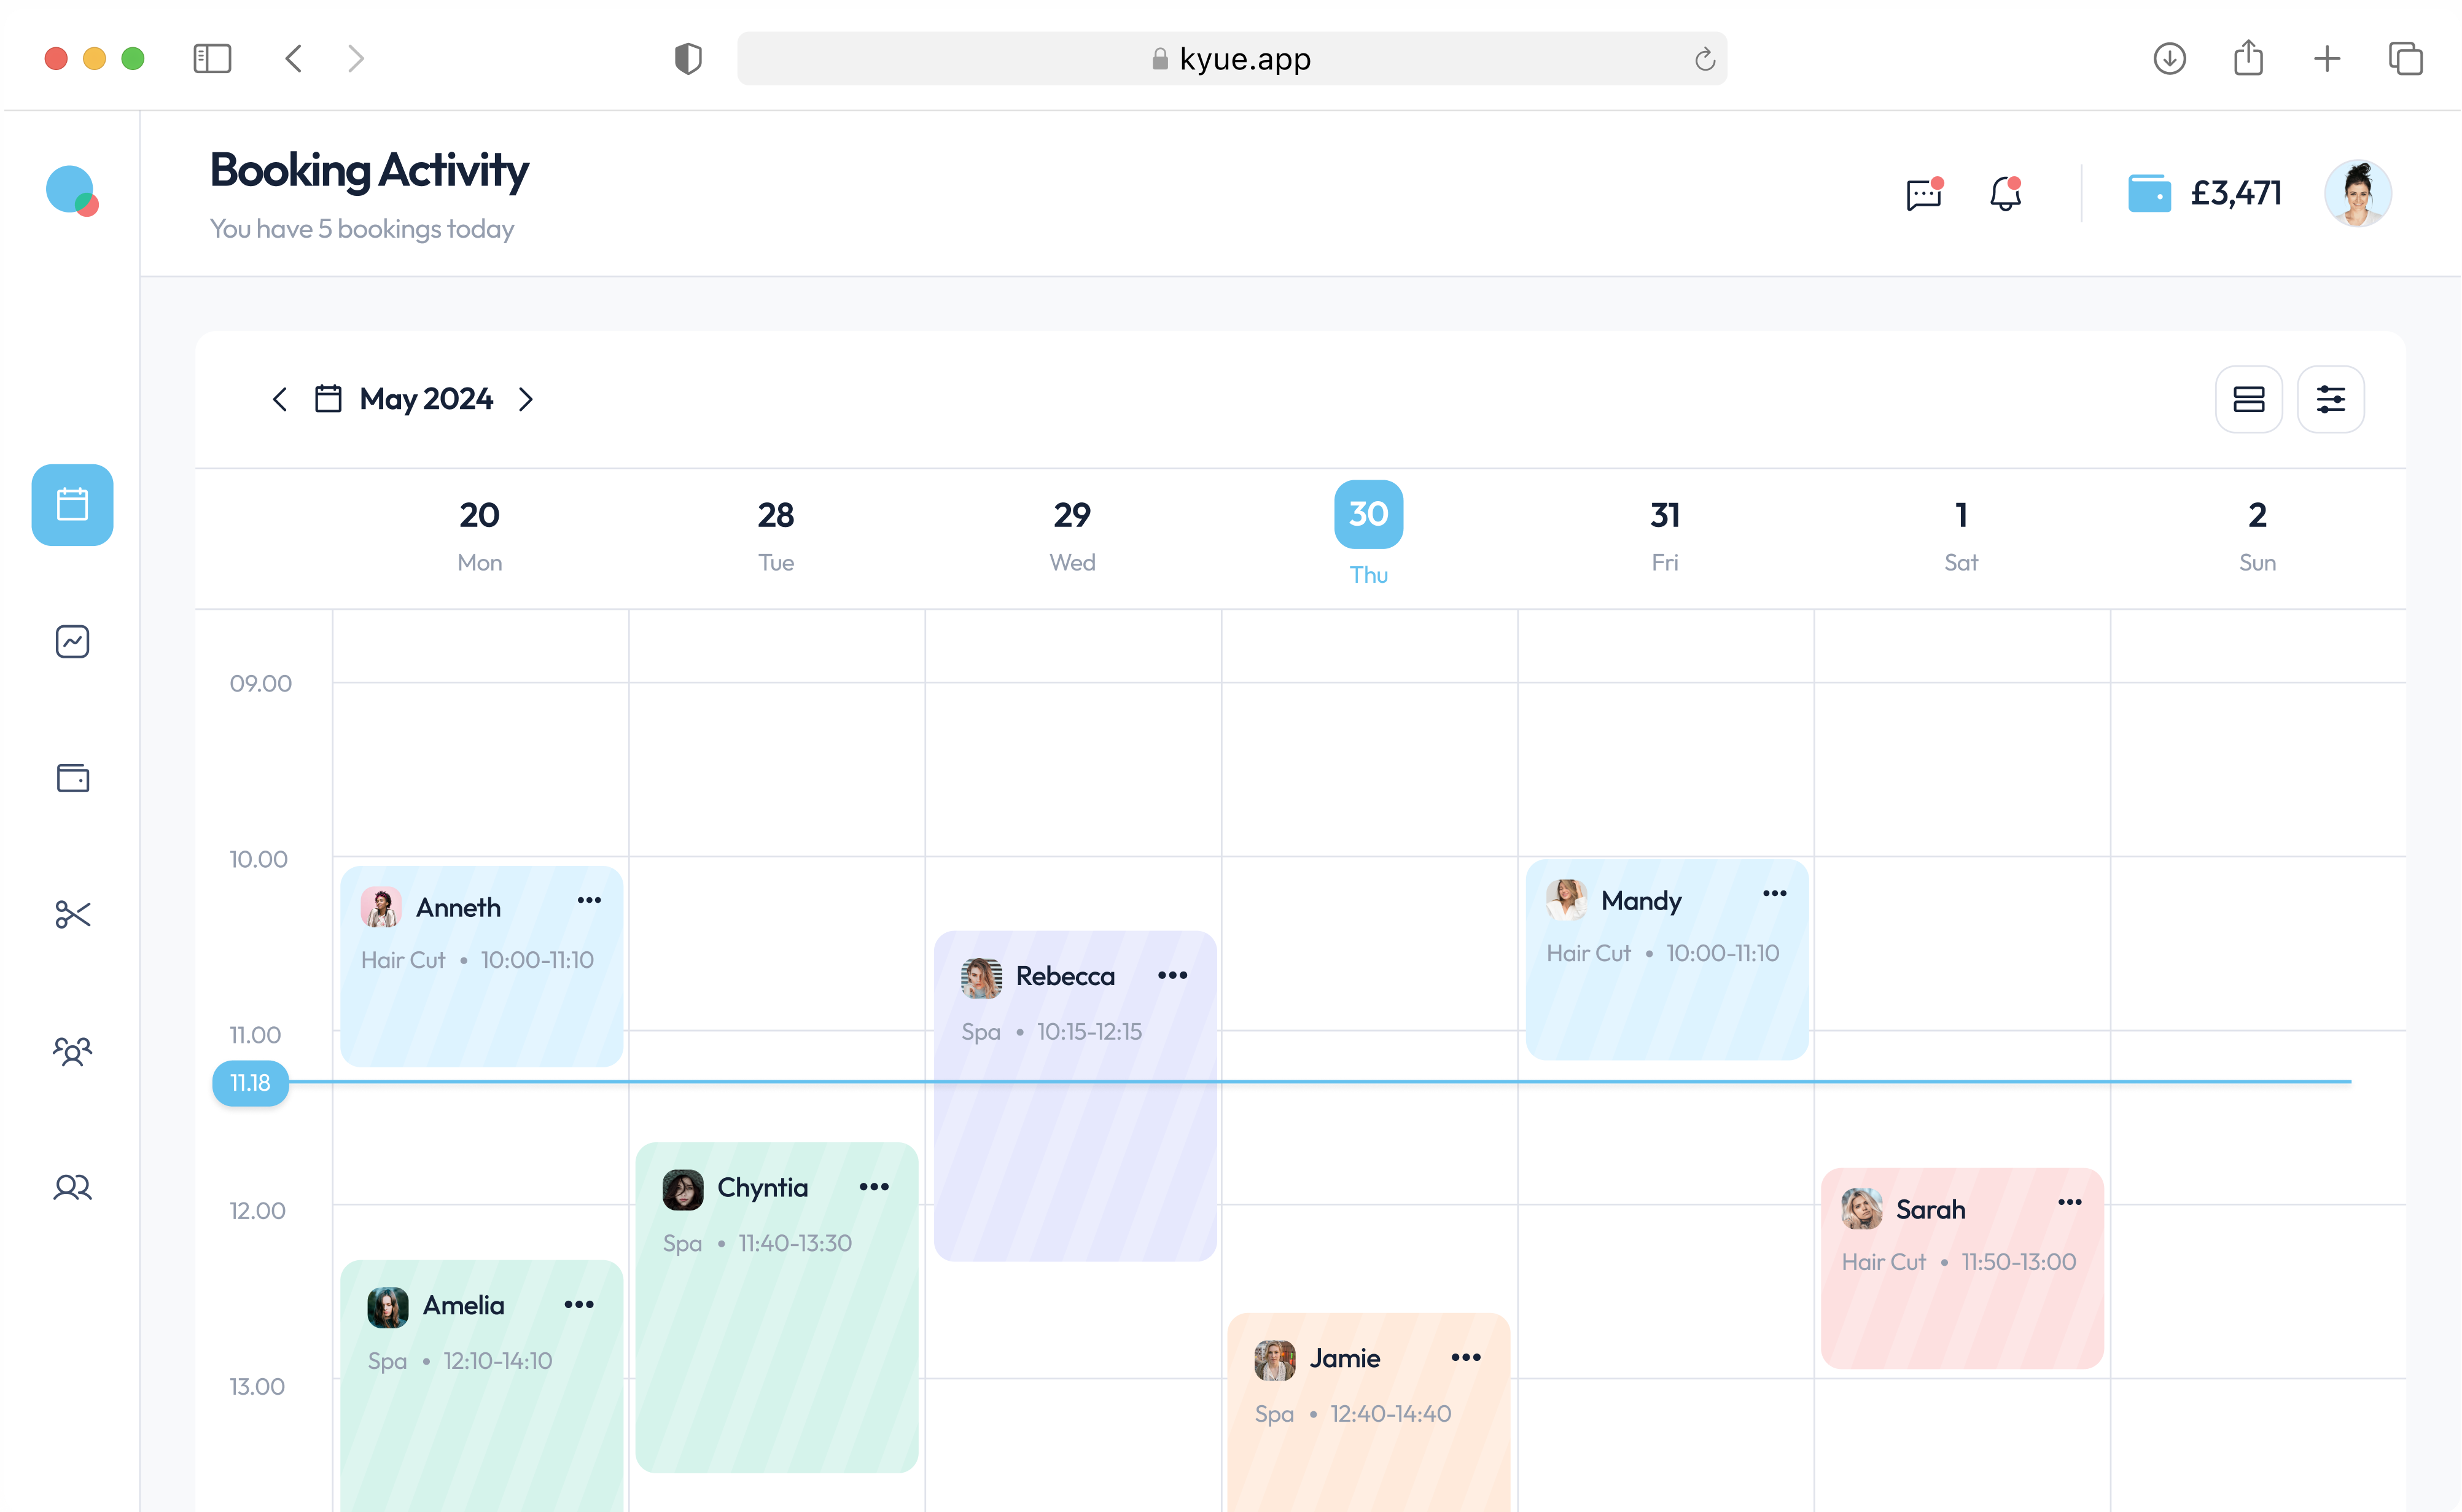 kyue.app
Booking Activity
You have 5 bookings today
£3,471
May 2024
20 28 29 30 31 1 2
Mon Tue Wed Thu Fri Sat Sun
09.00
10.00
Anneth
Hair Cut • 10:00-11:10
Mandy
Hair Cut • 10:00-11:10
Rebecca
Spa • 10:15-12:15
11.00
11.18
Chyntia
Spa • 11:40-13:30
Sarah
Hair Cut • 11:50-13:00
12.00
Amelia
Spa • 12:10-14:10
Jamie
Spa • 12:40-14:40
13.00